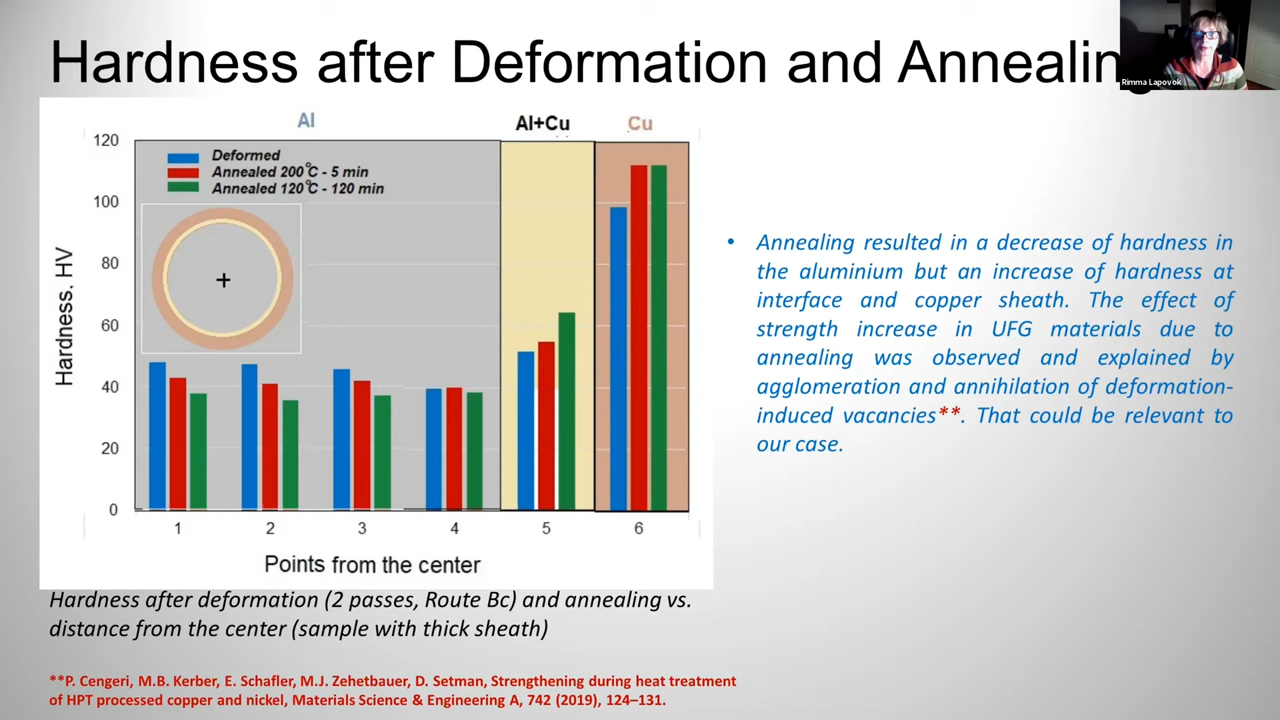 Hardness after Deformation and Annealing
Rimma Lapovok
Al
Al+Cu
Cu
Deformed
Annealed 200°C - 5 min
Annealed 120°C - 120 min
120
100
80
60
40
20
0
Hardness. HV
1 2 3 4 5 6
Points from the center
• Annealing resulted in a decrease of hardness in
the aluminium but an increase of hardness at
interface and copper sheath. The effect of
strength increase in UFG materials due to
annealing was observed and explained by
agglomeration and annihilation of deformation-
induced vacancies**. That could be relevant to
our case.
Hardness after deformation (2 passes, Route Bc) and annealing vs.
distance from the center (sample with thick sheath)
**P. Cengeri, M.B. Kerber, E. Schafler, M.J. Zehetbauer, D. Setman, Strengthening during heat treatment
of HPT processed copper and nickel, Materials Science & Engineering A, 742 (2019), 124–131.